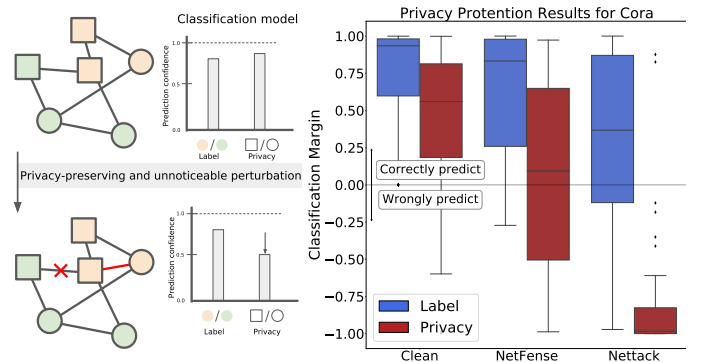 Classification model
Prediction confidence
1.0
0.5
0.0
Label
Privacy
Privacy-preserving and unnoticeable perturbation
Prediction confidence
1.0
0.5
0.0
Label
Privacy
Privacy Protention Results for Cora
Classification Margin
1.00
0.75
0.50
0.25
0.00
−0.25
−0.50
−0.75
−1.00
Correctly predict
Wrongly predict
Label
Privacy
Clean
NetFense
Nettack